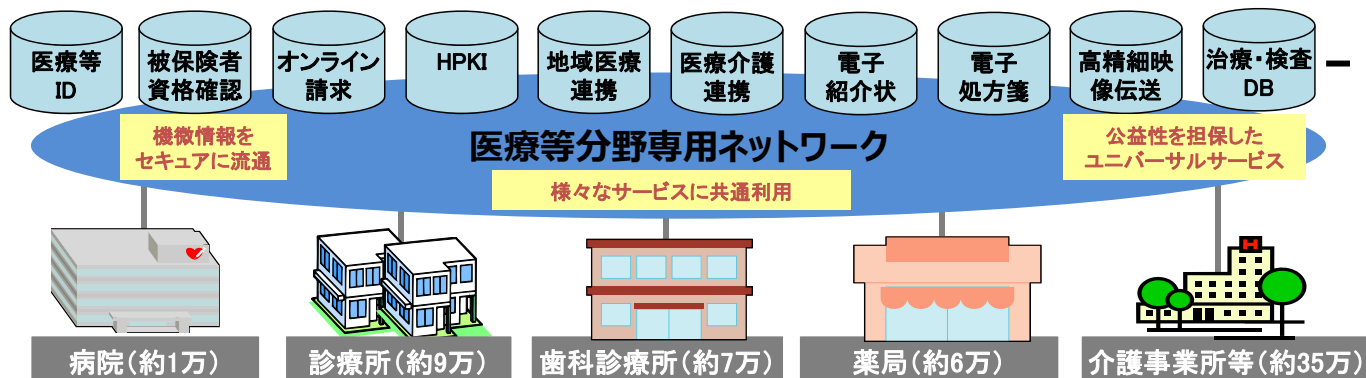 医療等
ID
被保険者
資格確認
オンライン
請求
HPKI
地域医療
連携
医療介護
連携
電子
紹介状
電子
処方箋
高精細映
像伝送
治療・検査
DB
機微情報を
セキュアに流通
医療等分野専用ネットワーク
公益性を担保した
ユニバーサルサービス
様々なサービスに共通利用
H
病院(約1万)
診療所(約9万)
歯科診療所(約7万)
薬局(約6万)
介護事業所等(約35万)